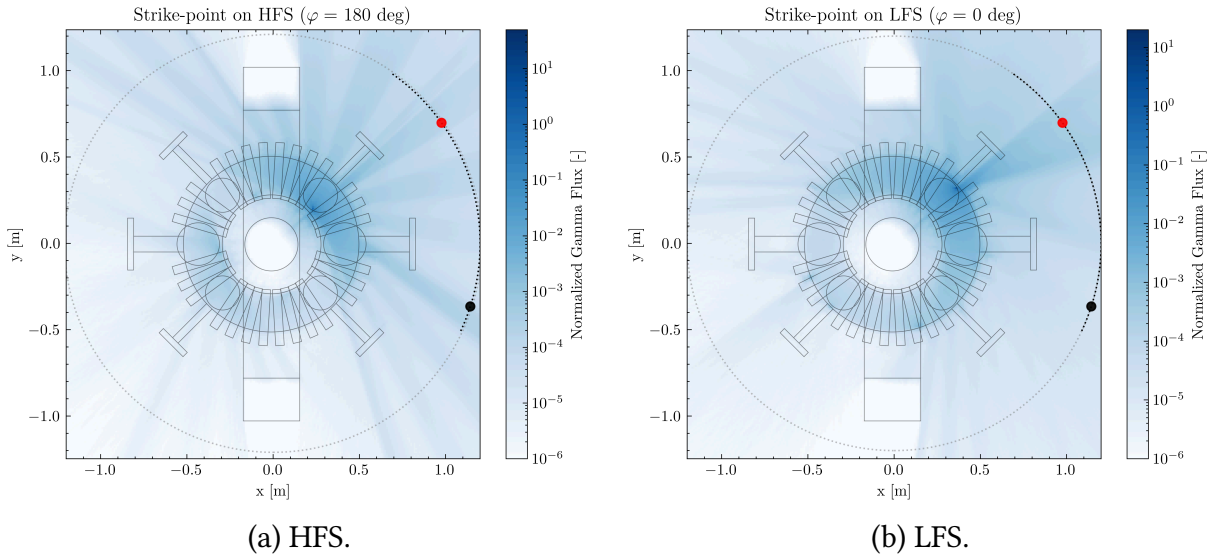 Strike-point on HFS (φ = 180 deg)
1.0
0.5
0.0
−0.5
−1.0
y [m]
−1.0 −0.5 0.0 0.5 1.0
x [m]
10^1
10^0
10^−1
10^−2
10^−3
10^−4
10^−5
10^−6
Normalized Gamma Flux [-]
(a) HFS.
Strike-point on LFS (φ = 0 deg)
1.0
0.5
0.0
−0.5
−1.0
y [m]
−1.0 −0.5 0.0 0.5 1.0
x [m]
10^1
10^0
10^−1
10^−2
10^−3
10^−4
10^−5
10^−6
Normalized Gamma Flux [-]
(b) LFS.